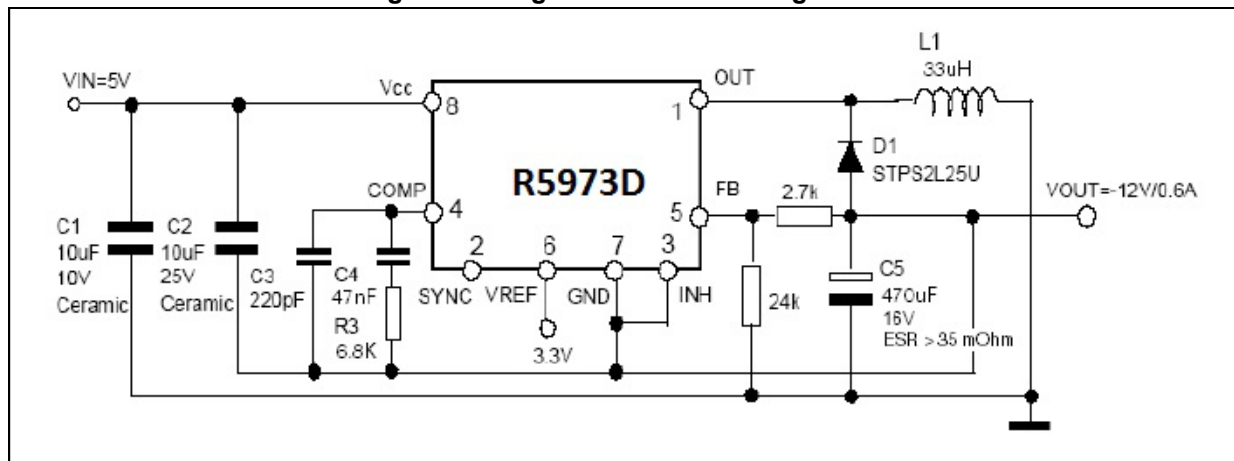 L1
33uH
VIN=5V
Vcc
8
OUT
1
D1
STPS2L25U
R5973D
COMP
4
FB
5
2.7k
VOUT=-12V/0.6A
C1
10uF
10V
Ceramic
C2
10uF
25V
Ceramic
C3
220pF
C4
47nF
R3
6.8K
2
SYNC
6
VREF
3.3V
7
GND
3
INH
24k
C5
470uF
16V
ESR >35 mOhm